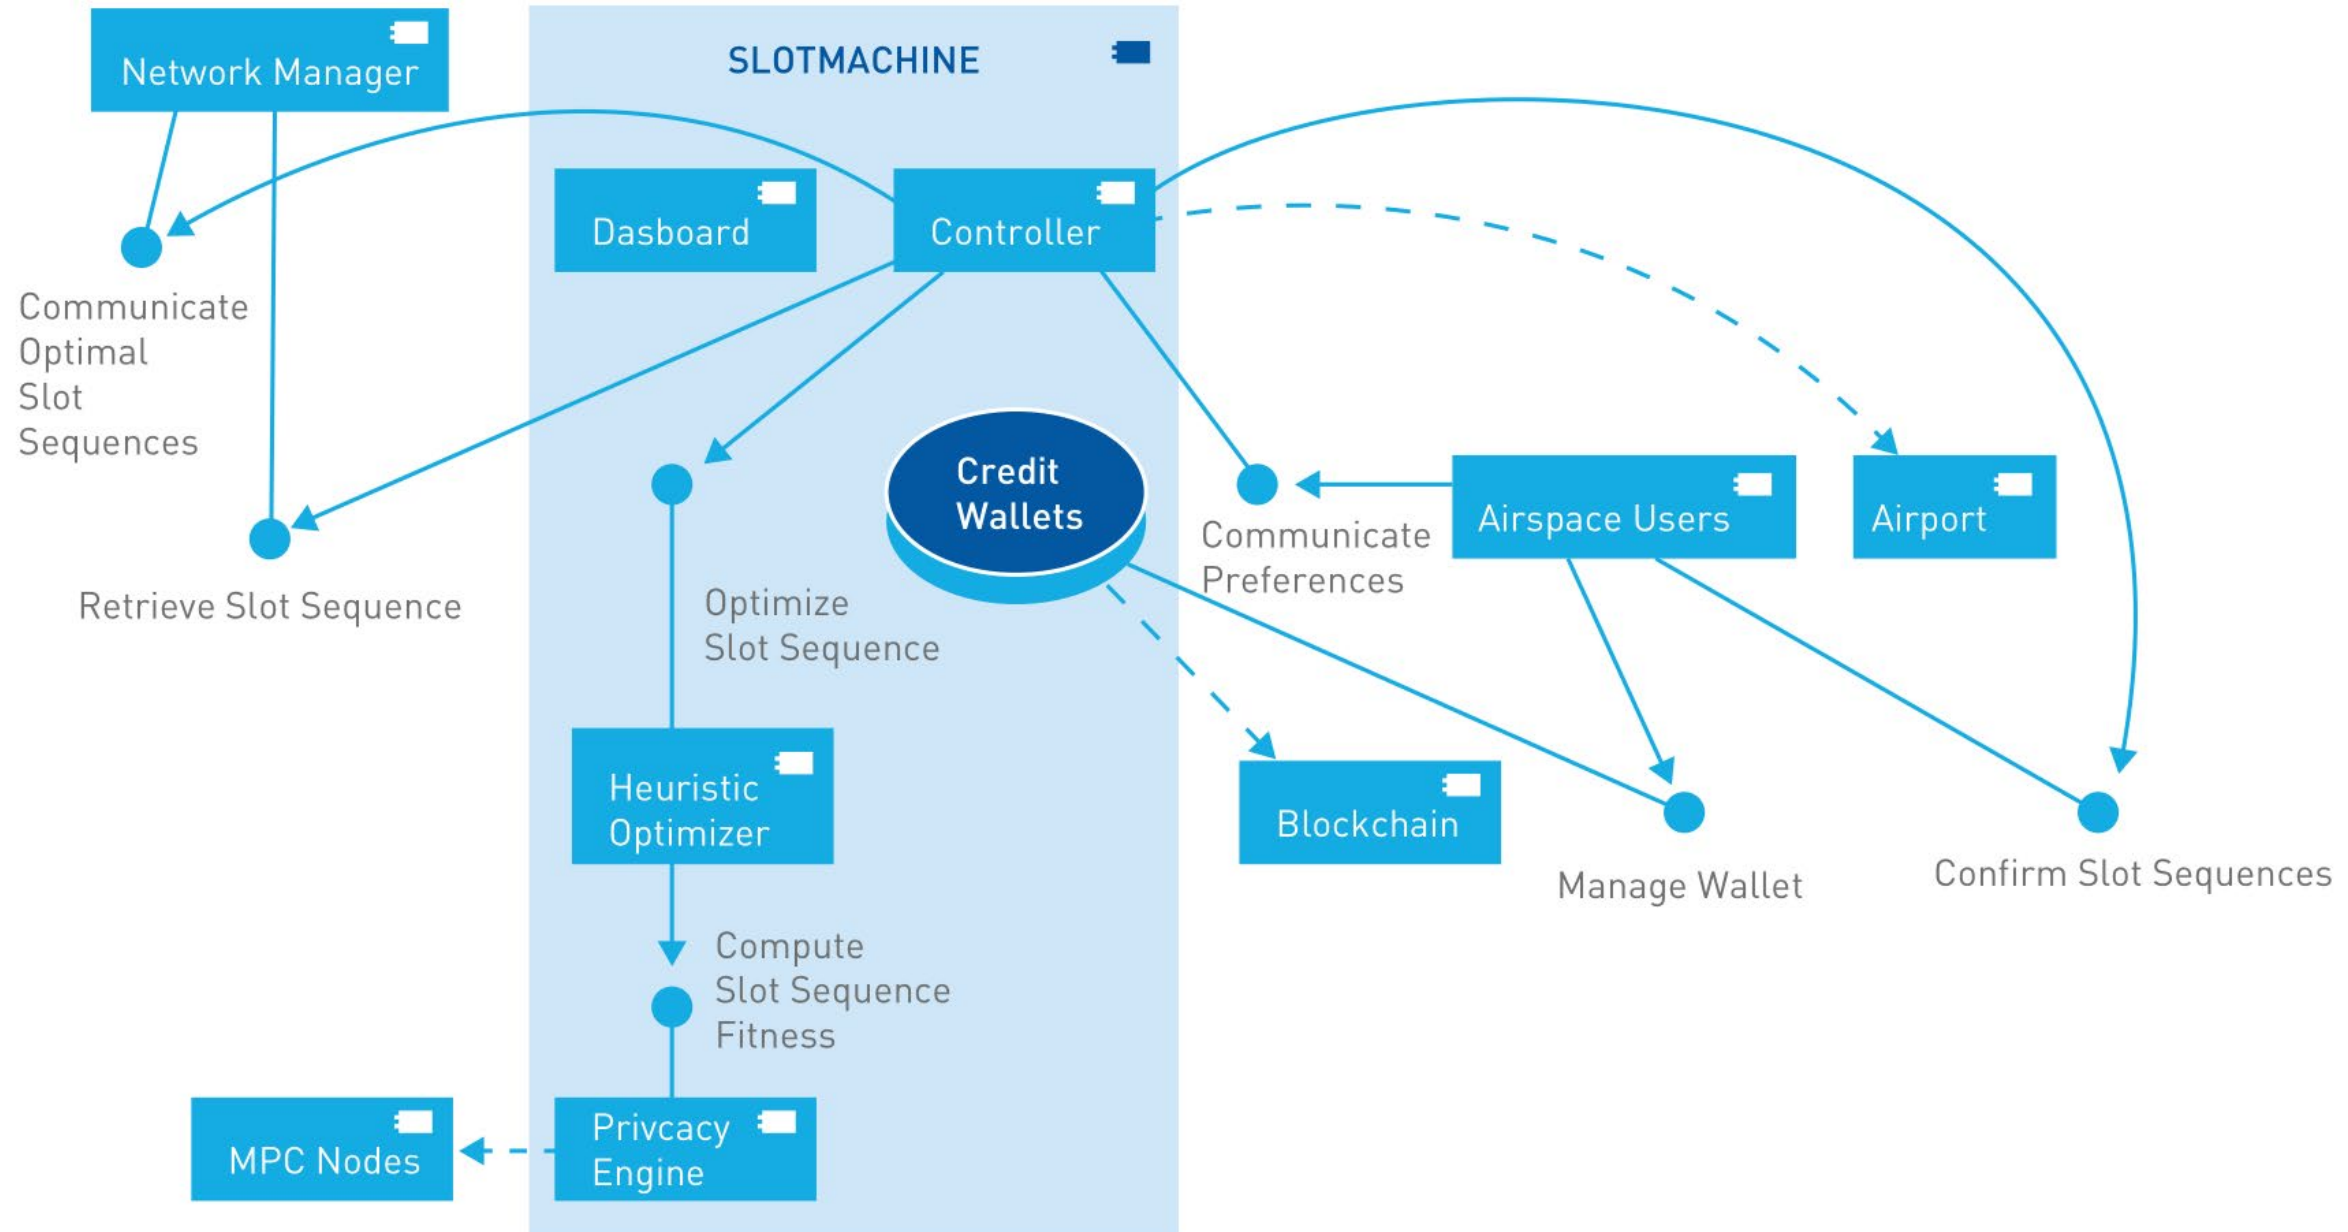 Network Manager
SLOTMACHINE
Dasboard
Controller
Communicate
Optimal
Slot
Sequences
Retrieve Slot Sequence
Credit
Wallets
Communicate
Preferences
Airspace Users
Airport
Optimize
Slot Sequence
Heuristic
Optimizer
Blockchain
Manage Wallet
Confirm Slot Sequences
Compute
Slot Sequence
Fitness
MPC Nodes
Privcacy
Engine